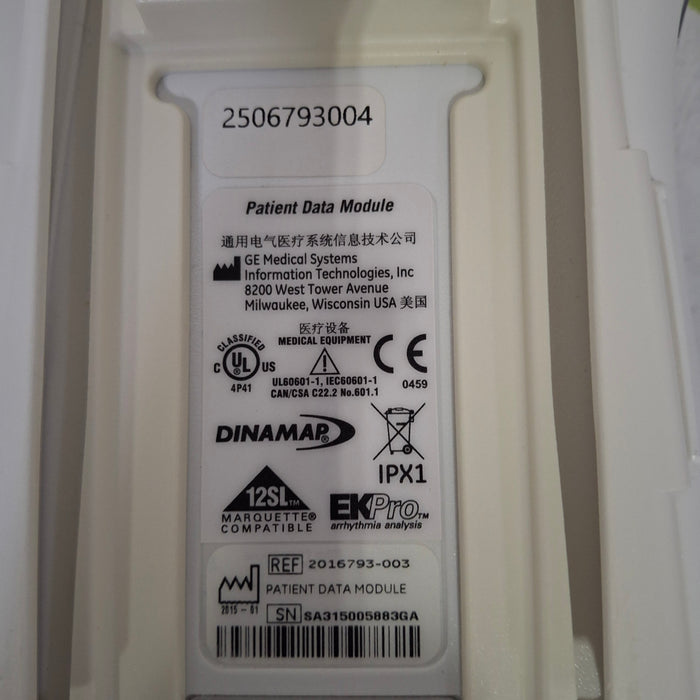 2506793004
Patient Data Module
通用电气医疗系统信息技术公司
GE Medical Systems
Information Technologies, Inc
8200 West Tower Avenue
Milwaukee, Wisconsin USA 美国
医疗设备
MEDICAL EQUIPMENT
CLASSIFIED
C UL US
4P41
UL60601-1, IEC60601-1
CAN/CSA C22.2 No.601.1
CE
0459
DINAMAP®
IPX1
12SL™
MARQUETTE®
COMPATIBLE
EKPro™
arrhythmia analysis
REF 2016793-003
PATIENT DATA MODULE
2015-01
SN SA315005883GA